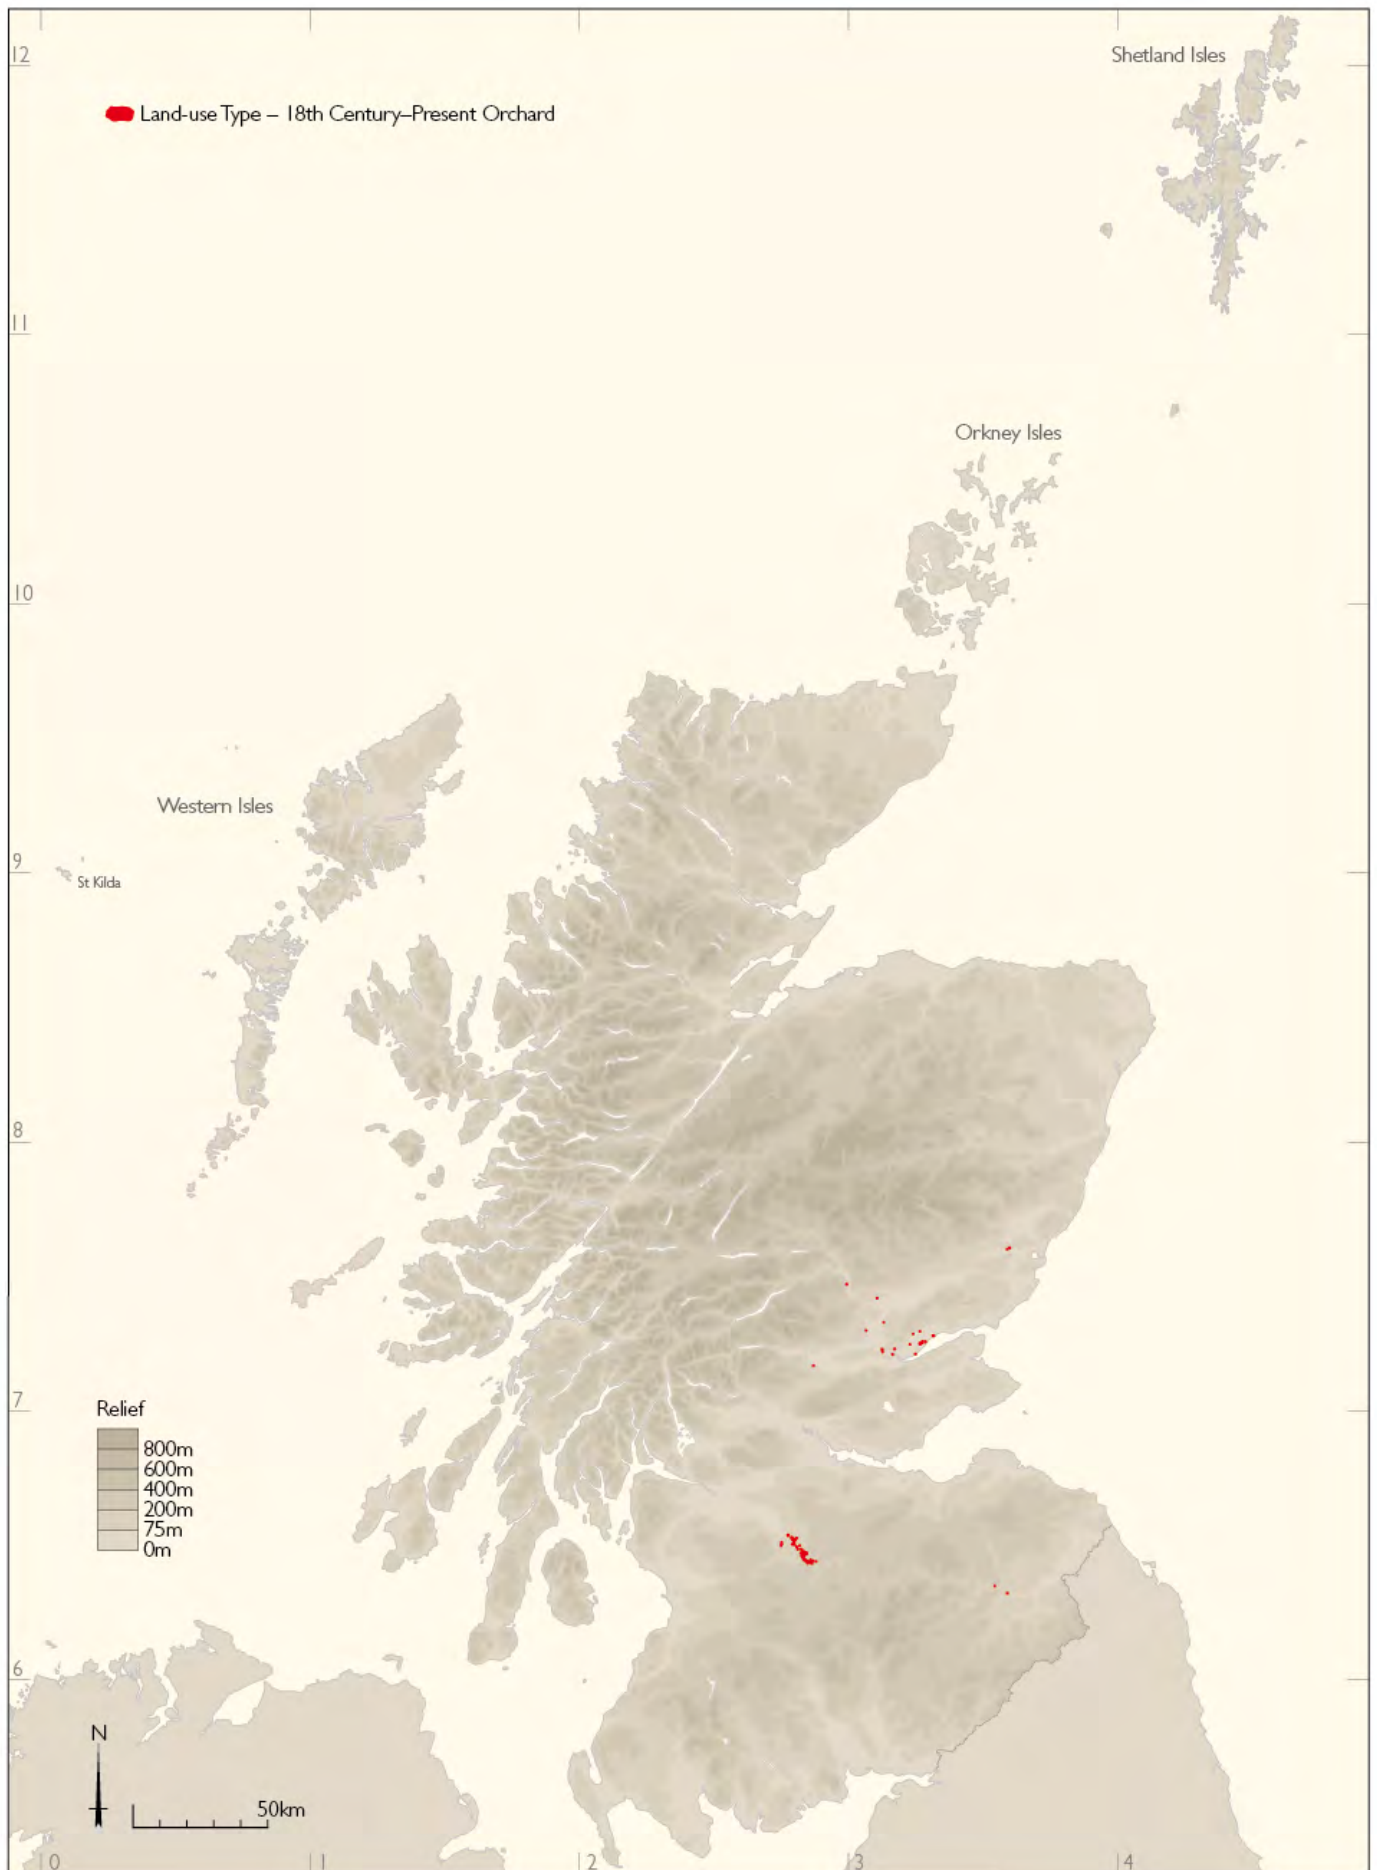 12
Shetland Isles
Land-use Type – 18th Century–Present Orchard
11
Orkney Isles
10
Western Isles
9
St Kilda
8
7
Relief
800m
600m
400m
200m
75m
0m
6
N
50km
0
1
2
3
4